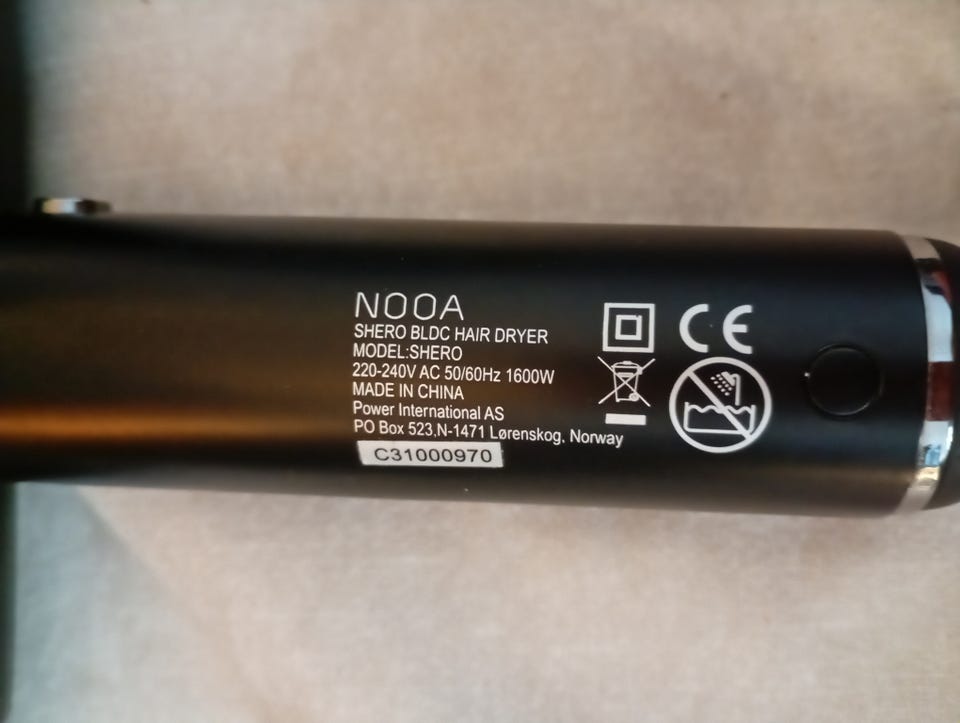 NOOA
SHERO BLDC HAIR DRYER
MODEL:SHERO
220-240V AC 50/60Hz 1600W
MADE IN CHINA
Power International AS
PO Box 523,N-1471 Lørenskog, Norway
C31000970
CE